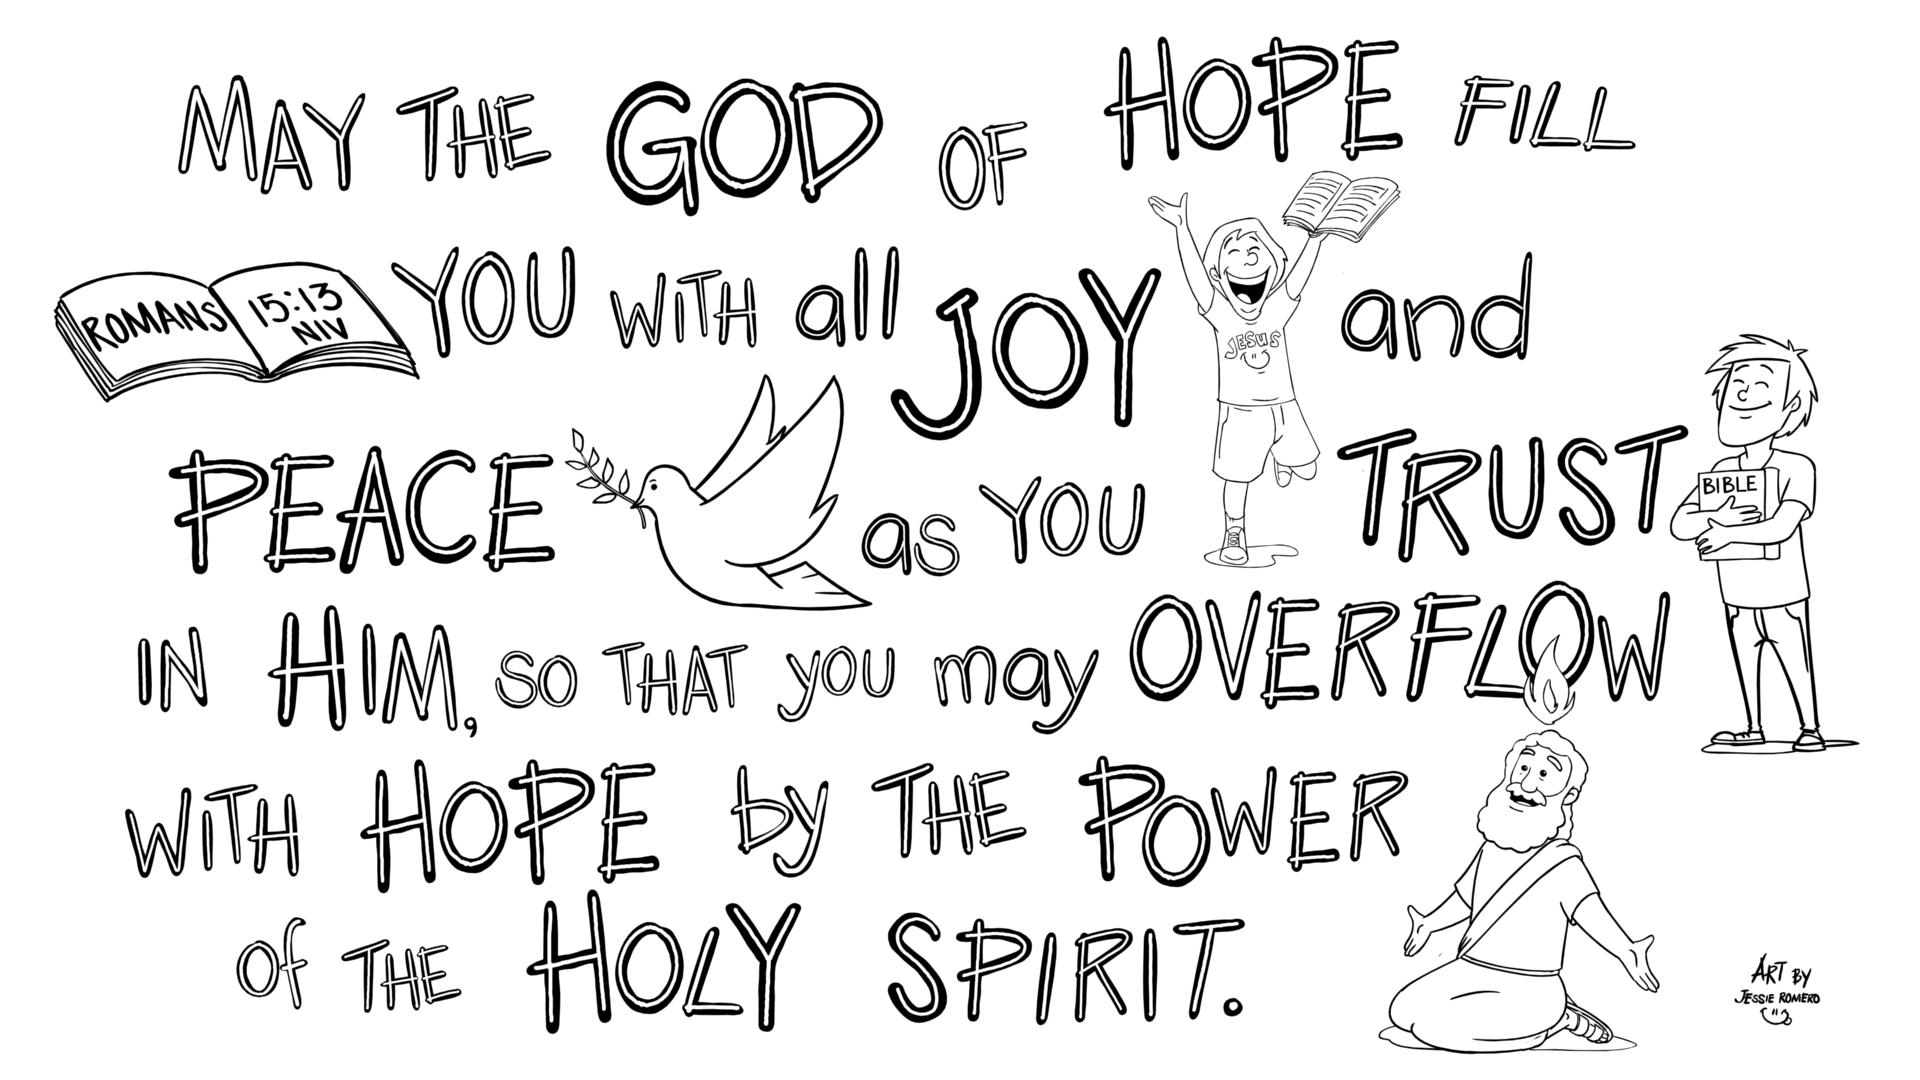 MAY THE GOD OF HOPE FILL
ROMANS 15:13
NIV
YOU WITH all JOY and
JESUS
PEACE as YOU TRUST
BIBLE
IN HIM, SO THAT you may OVERFLOW
WITH HOPE by THE POWER
of THE HOLY SPIRIT.
ART BY
JESSIE ROMERO